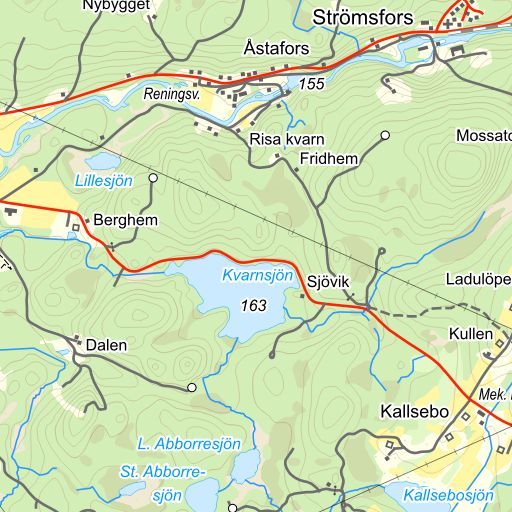 Nybygget
Strömsfors
Åstafors
155
Reningsv.
Risa kvarn
Mossato
Fridhem
Lillesjön
Berghem
Kvarnsjön
Sjövik
Ladulöpe
163
Kullen
Dalen
Mek.
Kallsebo
L. Abborresjön
St. Abborre-
sjön
Kallsebosjön